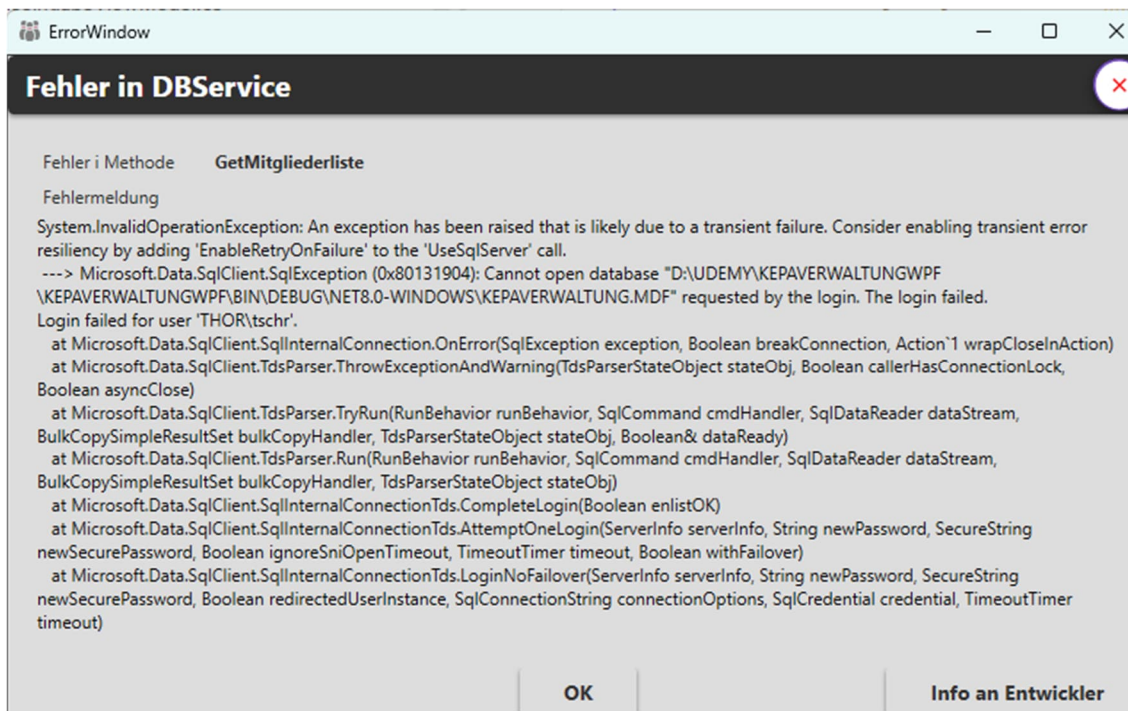 ErrorWindow
Fehler in DBService
Fehler i Methode GetMitgliederliste
Fehlermeldung
System.InvalidOperationException: An exception has been raised that is likely due to a transient failure. Consider enabling transient error
resiliency by adding 'EnableRetryOnFailure' to the 'UseSqlServer' call.
---> Microsoft.Data.SqlClient.SqlException (0x80131904): Cannot open database "D:\UDEMY\KEPAVERWALTUNGWPF
\KEPAVERWALTUNGWPF\BIN\DEBUG\NET8.0-WINDOWS\KEPAVERWALTUNG.MDF" requested by the login. The login failed.
Login failed for user 'THOR\tschr'.
at Microsoft.Data.SqlClient.SqlInternalConnection.OnError(SqlException exception, Boolean breakConnection, Action`1 wrapCloseInAction)
at Microsoft.Data.SqlClient.TdsParser.ThrowExceptionAndWarning(TdsParserStateObject stateObj, Boolean callerHasConnectionLock,
Boolean asyncClose)
at Microsoft.Data.SqlClient.TdsParser.TryRun(RunBehavior runBehavior, SqlCommand cmdHandler, SqlDataReader dataStream,
BulkCopySimpleResultSet bulkCopyHandler, TdsParserStateObject stateObj, Boolean& dataReady)
at Microsoft.Data.SqlClient.TdsParser.Run(RunBehavior runBehavior, SqlCommand cmdHandler, SqlDataReader dataStream,
BulkCopySimpleResultSet bulkCopyHandler, TdsParserStateObject stateObj)
at Microsoft.Data.SqlClient.SqlInternalConnectionTds.CompleteLogin(Boolean enlistOK)
at Microsoft.Data.SqlClient.SqlInternalConnectionTds.AttemptOneLogin(ServerInfo serverInfo, String newPassword, SecureString
newSecurePassword, Boolean ignoreSniOpenTimeout, TimeoutTimer timeout, Boolean withFailover)
at Microsoft.Data.SqlClient.SqlInternalConnectionTds.LoginNoFailover(ServerInfo serverInfo, String newPassword, SecureString
newSecurePassword, Boolean redirectedUserInstance, SqlConnectionString connectionOptions, SqlCredential credential, TimeoutTimer
timeout)
OK Info an Entwickler